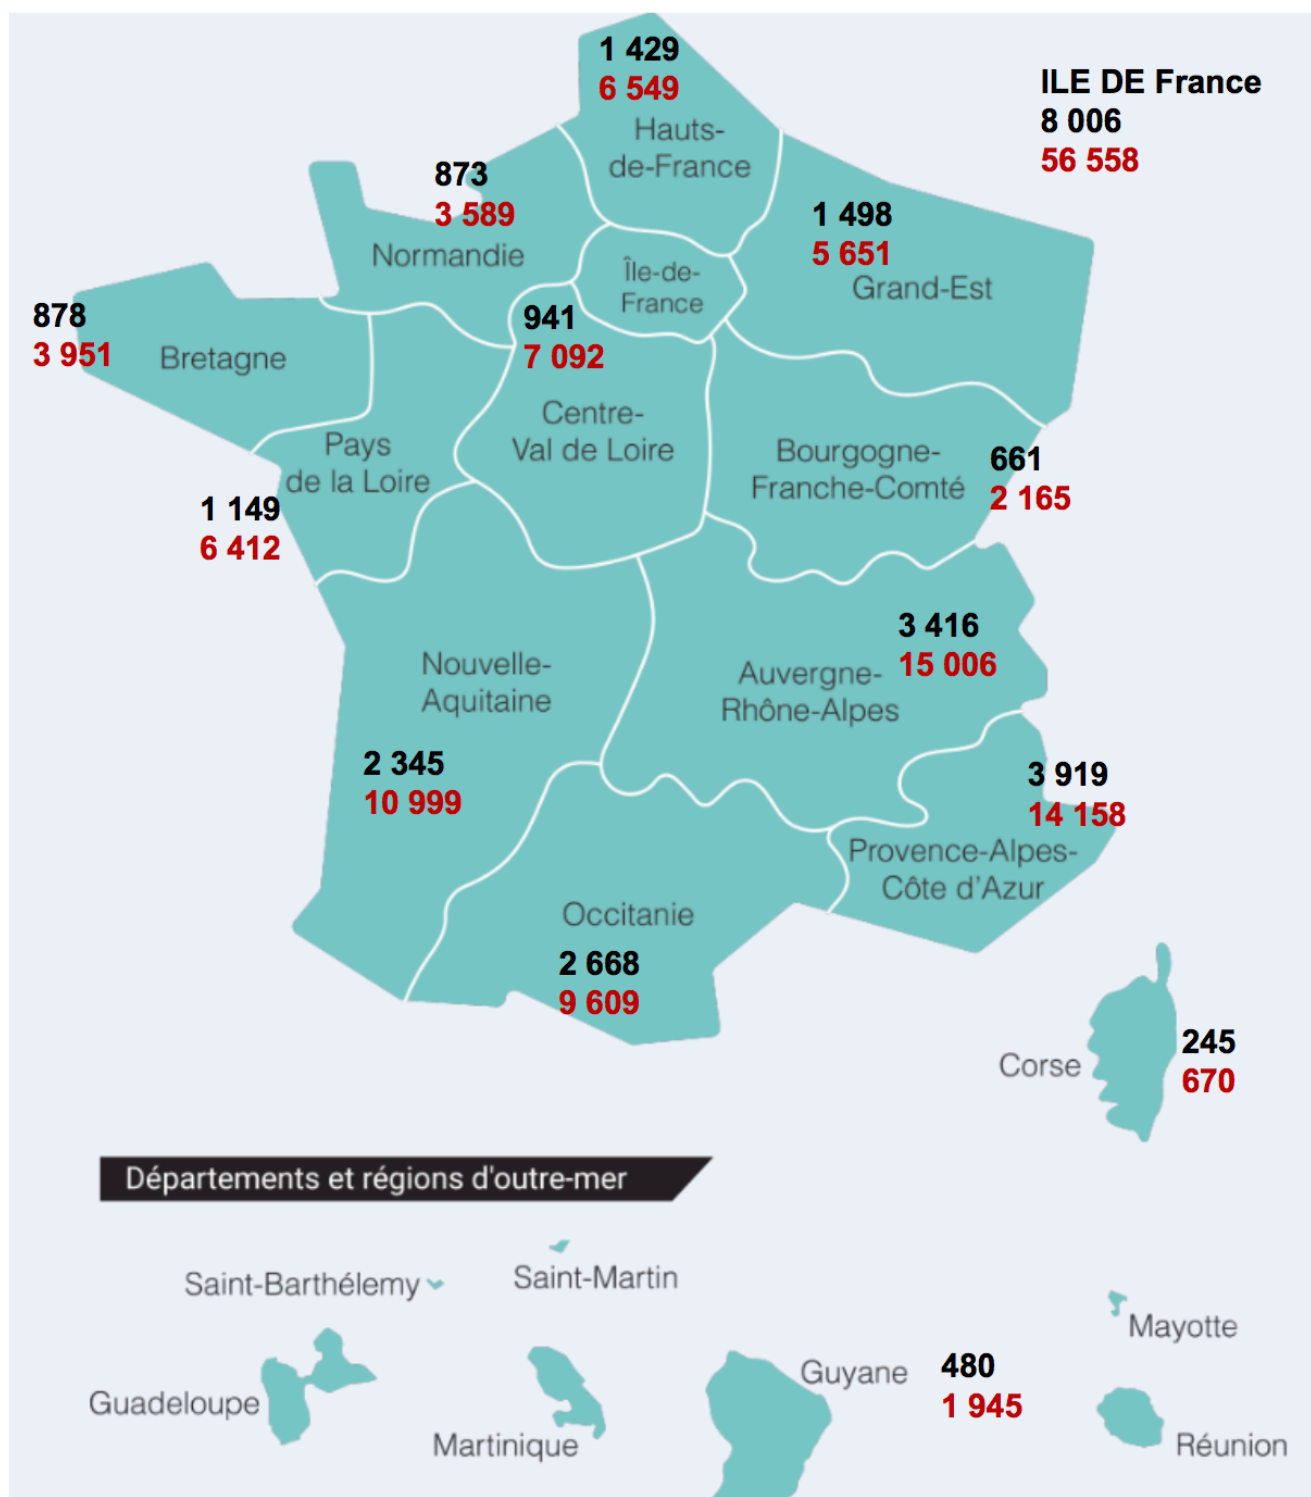 1 429
6 549
Hauts-
de-France
ILE DE France
8 006
56 558
873
3 589
Normandie
1 498
5 651
Grand-Est
Île-de-
France
878
3 951
Bretagne
941
7 092
Centre-
Val de Loire
Pays
de la Loire
1 149
6 412
Bourgogne-
Franche-Comté
661
2 165
Nouvelle-
Aquitaine
2 345
10 999
3 416
15 006
Auvergne-
Rhône-Alpes
3 919
14 158
Provence-Alpes-
Côte d'Azur
Occitanie
2 668
9 609
Corse
245
670
Départements et régions d'outre-mer
Saint-Barthélemy
Saint-Martin
Mayotte
Guadeloupe
Martinique
Guyane
480
1 945
Réunion